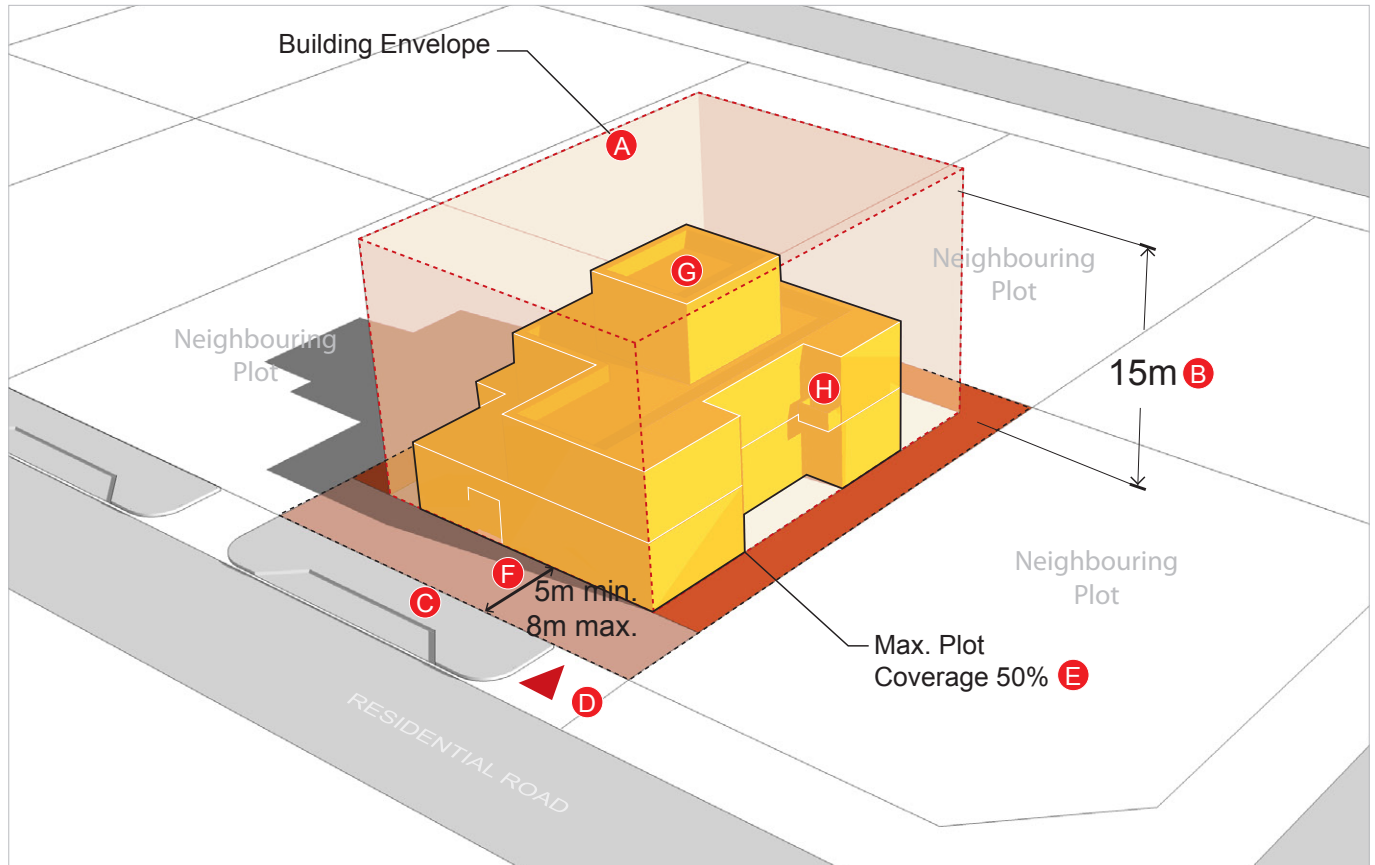 Building Envelope
A
G
Neighbouring
Plot
Neighbouring
Plot
15m B
H
Neighbouring
Plot
F
5m min.
8m max.
C
Max. Plot
Coverage 50% E
D
RESIDENTIAL ROAD